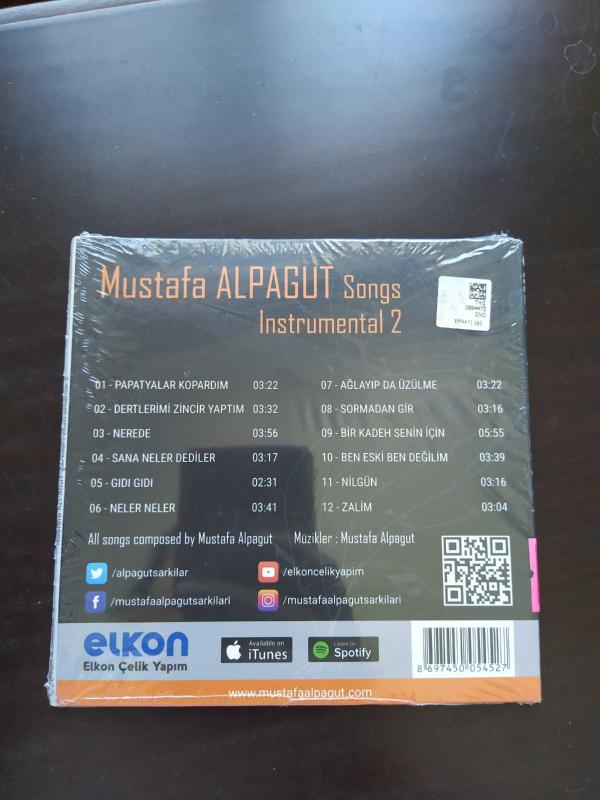 Mustafa ALPAGUT Songs
Instrumental 2
01 - PAPATYALAR KOPARDIM 03:22
02 - DERTLERİMİ ZİNCİR YAPTIM 03:32
03 - NEREDE 03:56
04 - SANA NELER DEDİLER 03:17
05 - GIDI GIDI 02:31
06 - NELER NELER 03:41
07 - AĞLAYIP DA ÜZÜLME 03:22
08 - SORMADAN GİR 03:16
09 - BİR KADEH SENİN İÇİN 05:55
10 - BEN ESKİ BEN DEĞİLİM 03:39
11 - NİLGÜN 03:16
12 - ZALİM 03:04
All songs composed by Mustafa Alpagut Müzikler : Mustafa Alpagut
/alpagutsarkilar
/elkoncelikyapim
/mustafaalpagutsarkilari
/mustafaalpagutsarkilari
elkon
Elkon Çelik Yapım
Available on
iTunes
Listen on
Spotify
8 697450 054527
www.mustafaalpagut.com